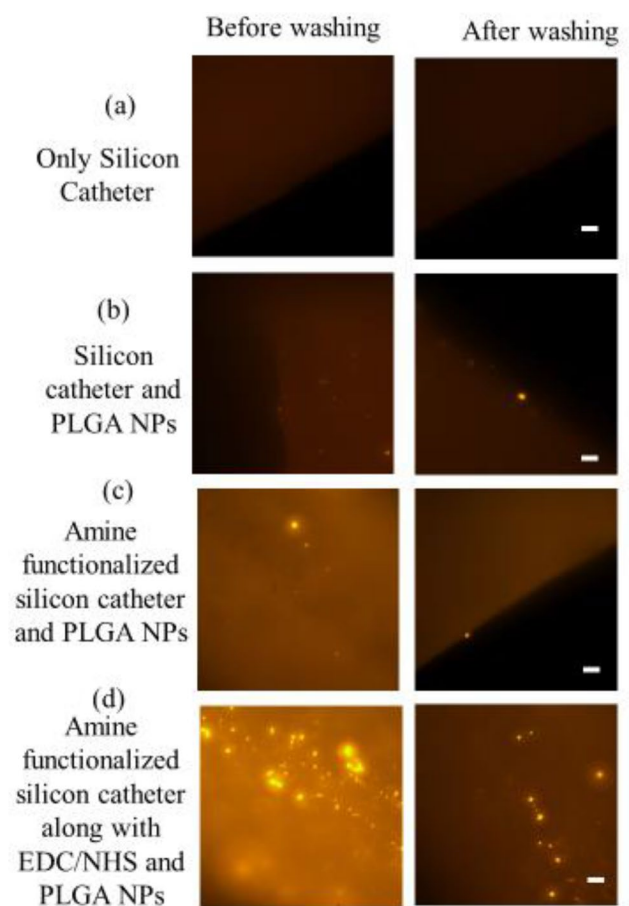 Before washing
After washing
(a)
Only Silicon
Catheter
(b)
Silicon
catheter and
PLGA NPs
(c)
Amine
functionalized
silicon catheter
and PLGA NPs
(d)
Amine
functionalized
silicon catheter
along with
EDC/NHS and
PLGA NPs